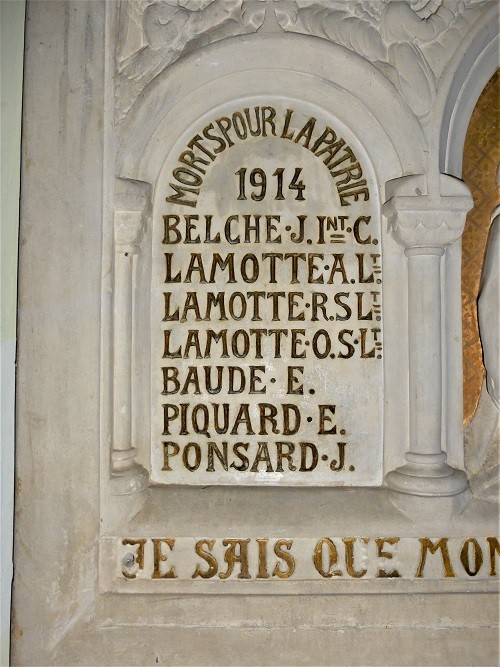 MORTS POUR LA PATRIE
1914
BELCHE·J. INT·C.
LAMOTTE·A.LT
LAMOTTE·R.S.LT
LAMOTTE·O.S·LT
BAUDE· E.
PIQUARD·E.
PONSARD·J.
JE SAIS QUE MON